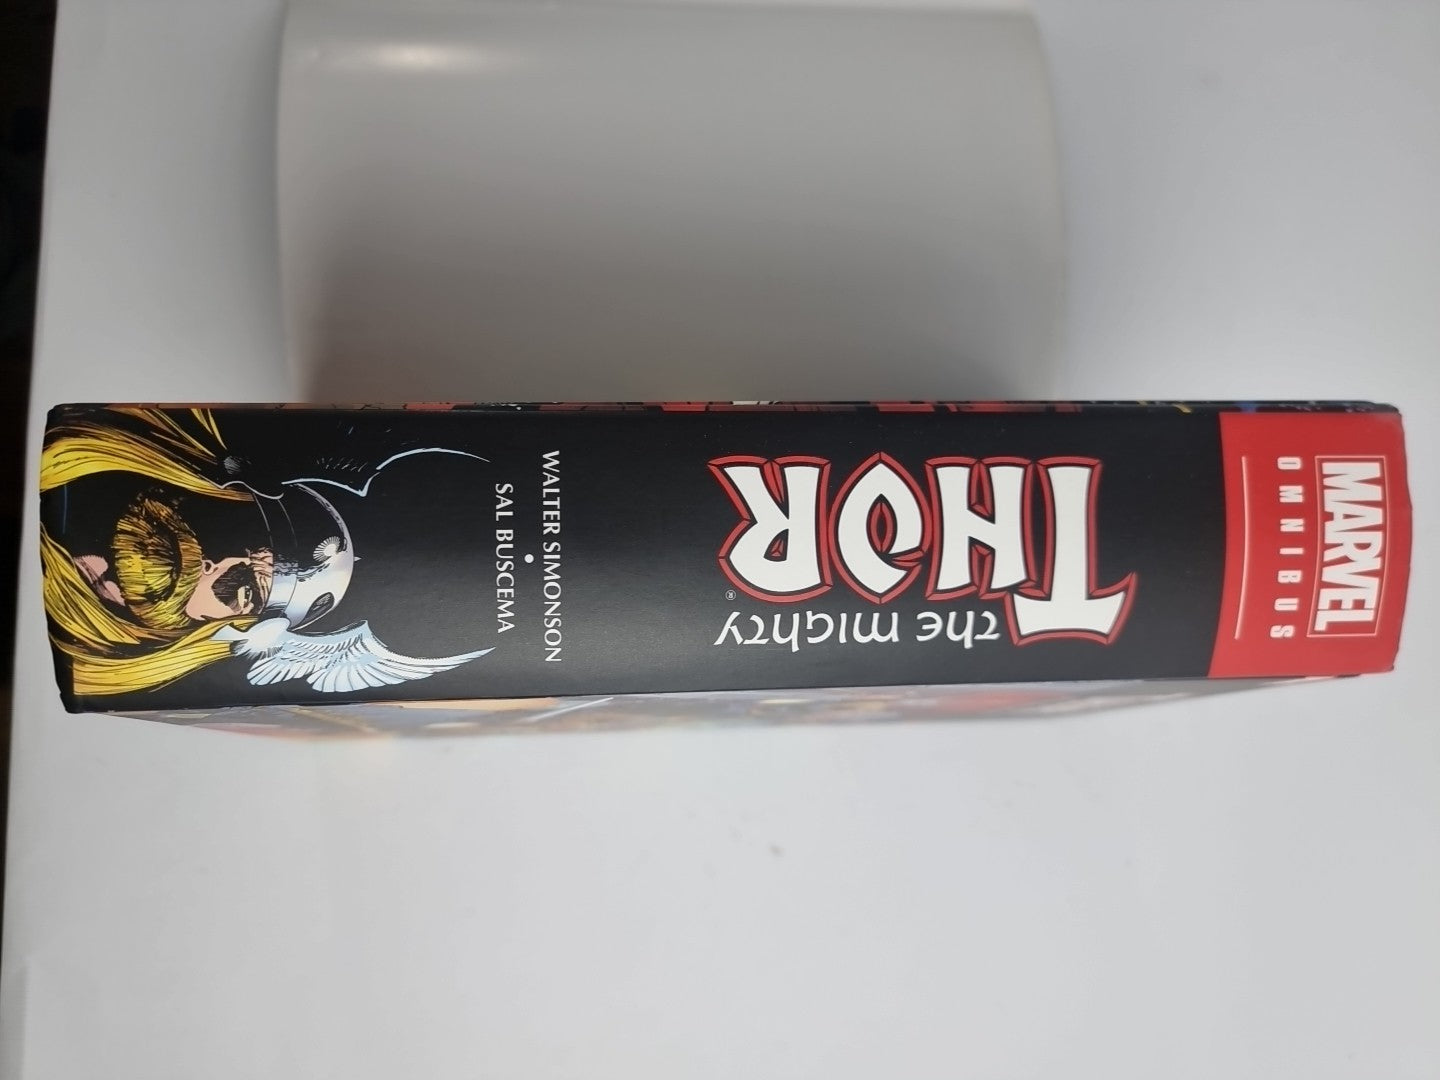 MARVEL
OMNIBUS
the mighty
THOR®
WALTER SIMONSON
•
SAL BUSCEMA